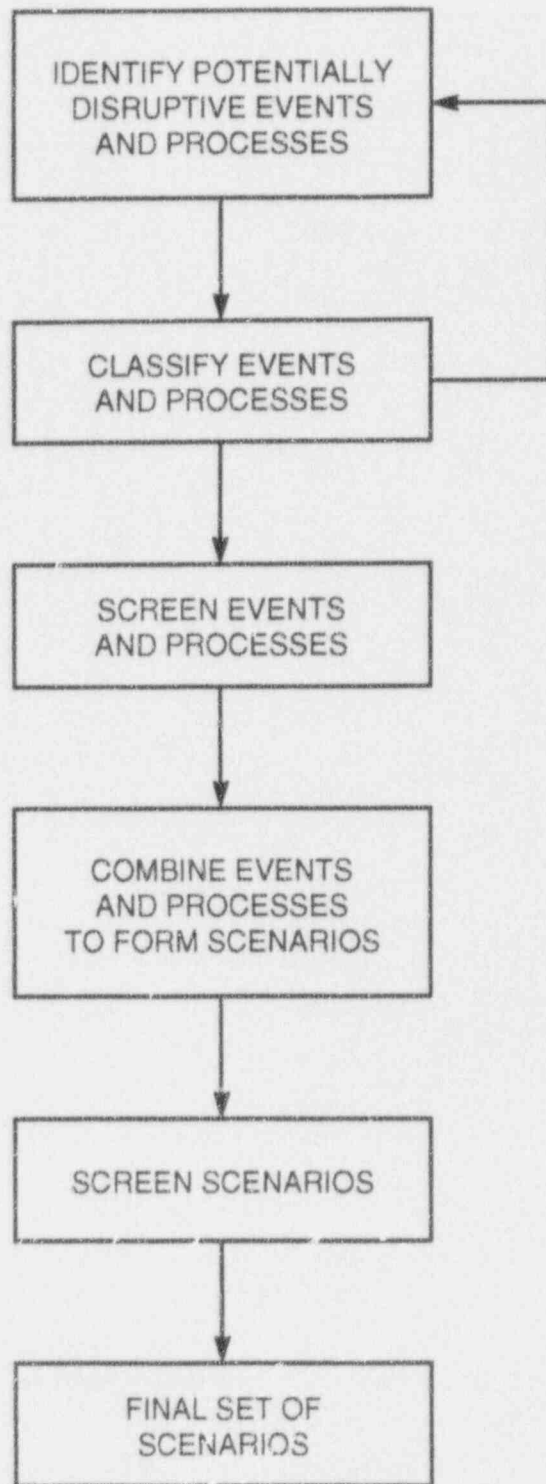 IDENTIFY POTENTIALLY
DISRUPTIVE EVENTS
AND PROCESSES
CLASSIFY EVENTS
AND PROCESSES
SCREEN EVENTS
AND PROCESSES
COMBINE EVENTS
AND PROCESSES
TO FORM SCENARIOS
SCREEN SCENARIOS
FINAL SET OF
SCENARIOS